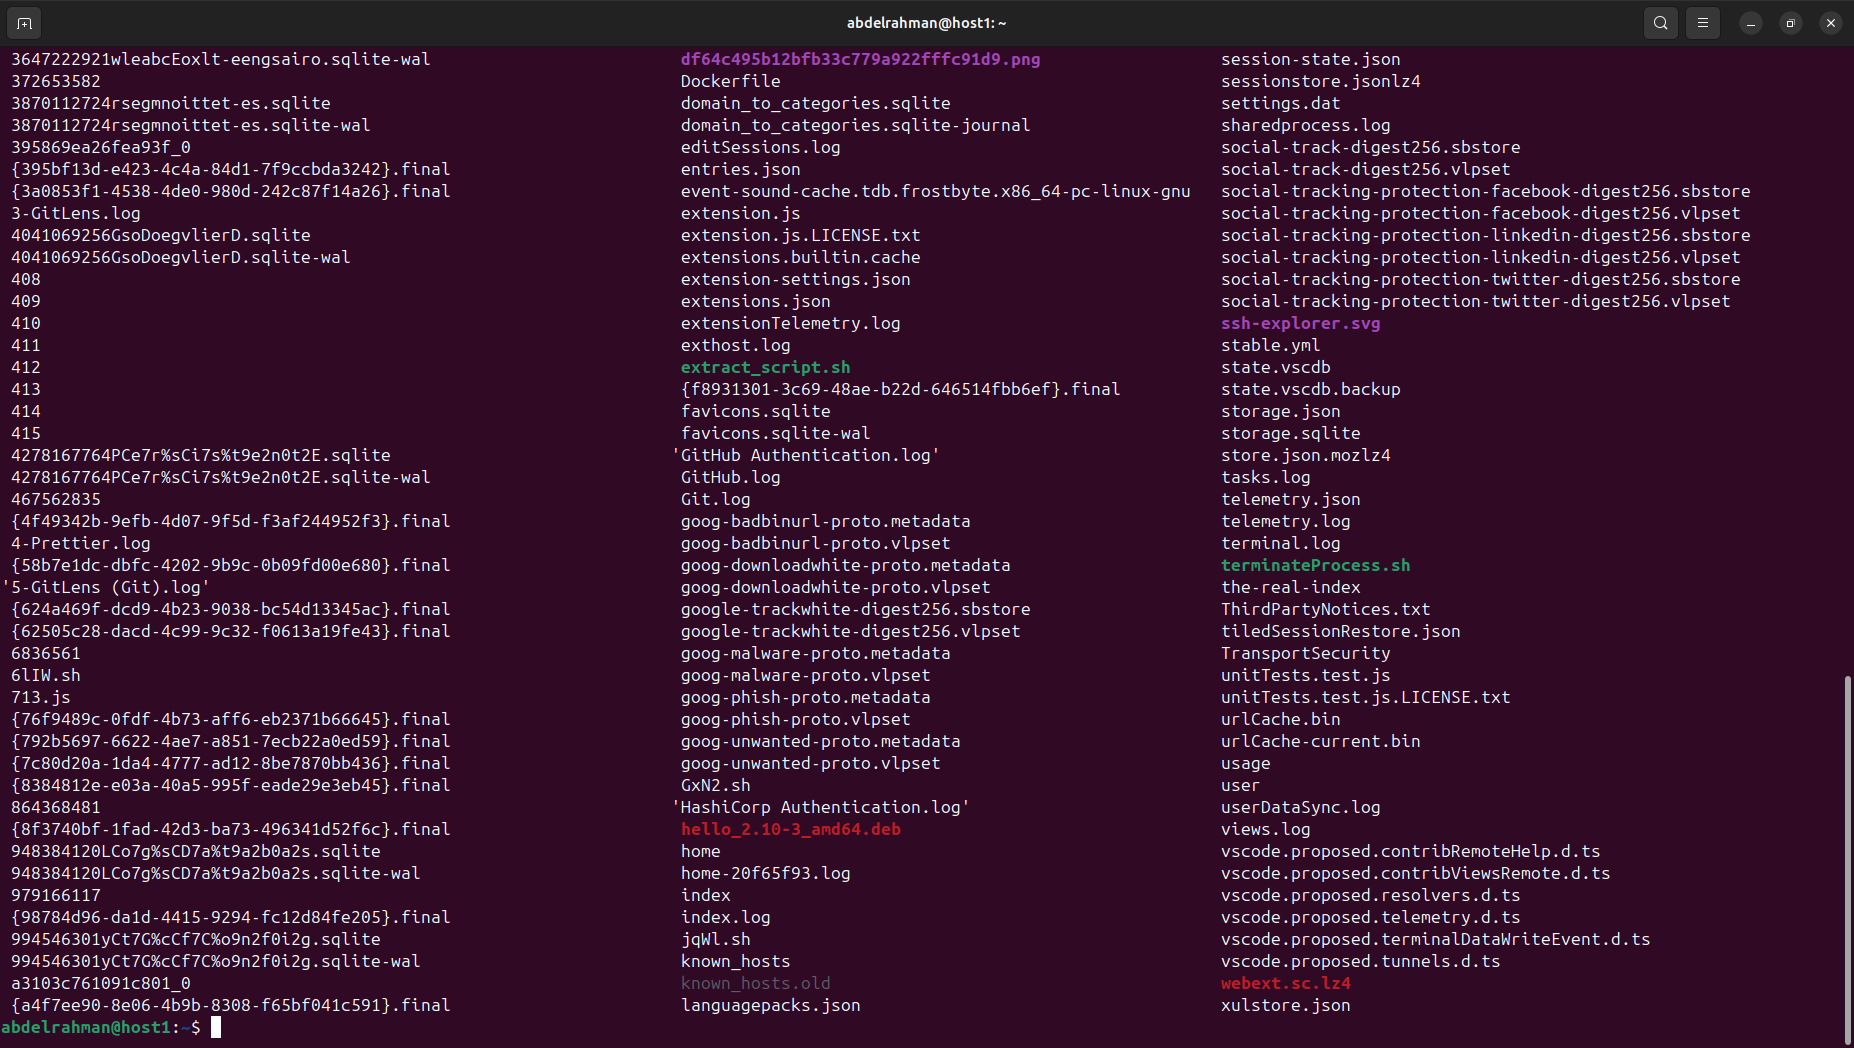 abdelrahman@host1: ~
3647222921wleabcEoxlt-eengsairo.sqlite-wal
372653582
3870112724rsegmnoittet-es.sqlite
3870112724rsegmnoittet-es.sqlite-wal
395869ea26fea93f_0
{395bf13d-e423-4c4a-84d1-7f9ccbda3242}.final
{3a0853f1-4538-4de0-980d-242c87f14a26}.final
3-GitLens.log
4041069256GsoDoegvlierD.sqlite
4041069256GsoDoegvlierD.sqlite-wal
408
409
410
411
412
413
414
415
4278167764PCe7r%sCi7s%t9e2n0t2E.sqlite
4278167764PCe7r%sCi7s%t9e2n0t2E.sqlite-wal
467562835
{4f49342b-9efb-4d07-9f5d-f3af244952f3}.final
4-Prettier.log
{58b7e1dc-dbfc-4202-9b9c-0b09fd00e680}.final
'5-GitLens (Git).log'
{624a469f-dcd9-4b23-9038-bc54d13345ac}.final
{62505c28-dacd-4c99-9c32-f0613a19fe43}.final
6836561
6lIW.sh
713.js
{76f9489c-0fdf-4b73-aff6-eb2371b66645}.final
{792b5697-6622-4ae7-a851-7ecb22a0ed59}.final
{7c80d20a-1da4-4777-ad12-8be7870bb436}.final
{8384812e-e03a-40a5-995f-eade29e3eb45}.final
864368481
{8f3740bf-1fad-42d3-ba73-496341d52f6c}.final
948384120LCo7g%sCD7a%t9a2b0a2s.sqlite
948384120LCo7g%sCD7a%t9a2b0a2s.sqlite-wal
979166117
{98784d96-da1d-4415-9294-fc12d84fe205}.final
994546301yCt7G%cCf7C%o9n2f0i2g.sqlite
994546301yCt7G%cCf7C%o9n2f0i2g.sqlite-wal
a3103c761091c801_0
{a4f7ee90-8e06-4b9b-8308-f65bf041c591}.final
df64c495b12bfb33c779a922fffc91d9.png
Dockerfile
domain_to_categories.sqlite
domain_to_categories.sqlite-journal
editSessions.log
entries.json
event-sound-cache.tdb.frostbyte.x86_64-pc-linux-gnu
extension.js
extension.js.LICENSE.txt
extensions.builtin.cache
extension-settings.json
extensions.json
extensionTelemetry.log
exthost.log
extract_script.sh
{f8931301-3c69-48ae-b22d-646514fbb6ef}.final
favicons.sqlite
favicons.sqlite-wal
'GitHub Authentication.log'
GitHub.log
Git.log
goog-badbinurl-proto.metadata
goog-badbinurl-proto.vlpset
goog-downloadwhite-proto.metadata
goog-downloadwhite-proto.vlpset
google-trackwhite-digest256.sbstore
google-trackwhite-digest256.vlpset
goog-malware-proto.metadata
goog-malware-proto.vlpset
goog-phish-proto.metadata
goog-phish-proto.vlpset
goog-unwanted-proto.metadata
goog-unwanted-proto.vlpset
GxN2.sh
'HashiCorp Authentication.log'
hello_2.10-3_amd64.deb
home
home-20f65f93.log
index
index.log
jqWl.sh
known_hosts
known_hosts.old
languagepacks.json
session-state.json
sessionstore.jsonlz4
settings.dat
sharedprocess.log
social-track-digest256.sbstore
social-track-digest256.vlpset
social-tracking-protection-facebook-digest256.sbstore
social-tracking-protection-facebook-digest256.vlpset
social-tracking-protection-linkedin-digest256.sbstore
social-tracking-protection-linkedin-digest256.vlpset
social-tracking-protection-twitter-digest256.sbstore
social-tracking-protection-twitter-digest256.vlpset
ssh-explorer.svg
stable.yml
state.vscdb
state.vscdb.backup
storage.json
storage.sqlite
store.json.mozlz4
tasks.log
telemetry.json
telemetry.log
terminal.log
terminateProcess.sh
the-real-index
ThirdPartyNotices.txt
tiledSessionRestore.json
TransportSecurity
unitTests.test.js
unitTests.test.js.LICENSE.txt
urlCache.bin
urlCache-current.bin
usage
user
userDataSync.log
views.log
vscode.proposed.contribRemoteHelp.d.ts
vscode.proposed.contribViewsRemote.d.ts
vscode.proposed.resolvers.d.ts
vscode.proposed.telemetry.d.ts
vscode.proposed.terminalDataWriteEvent.d.ts
vscode.proposed.tunnels.d.ts
webext.sc.lz4
xulstore.json
abdelrahman@host1:~$